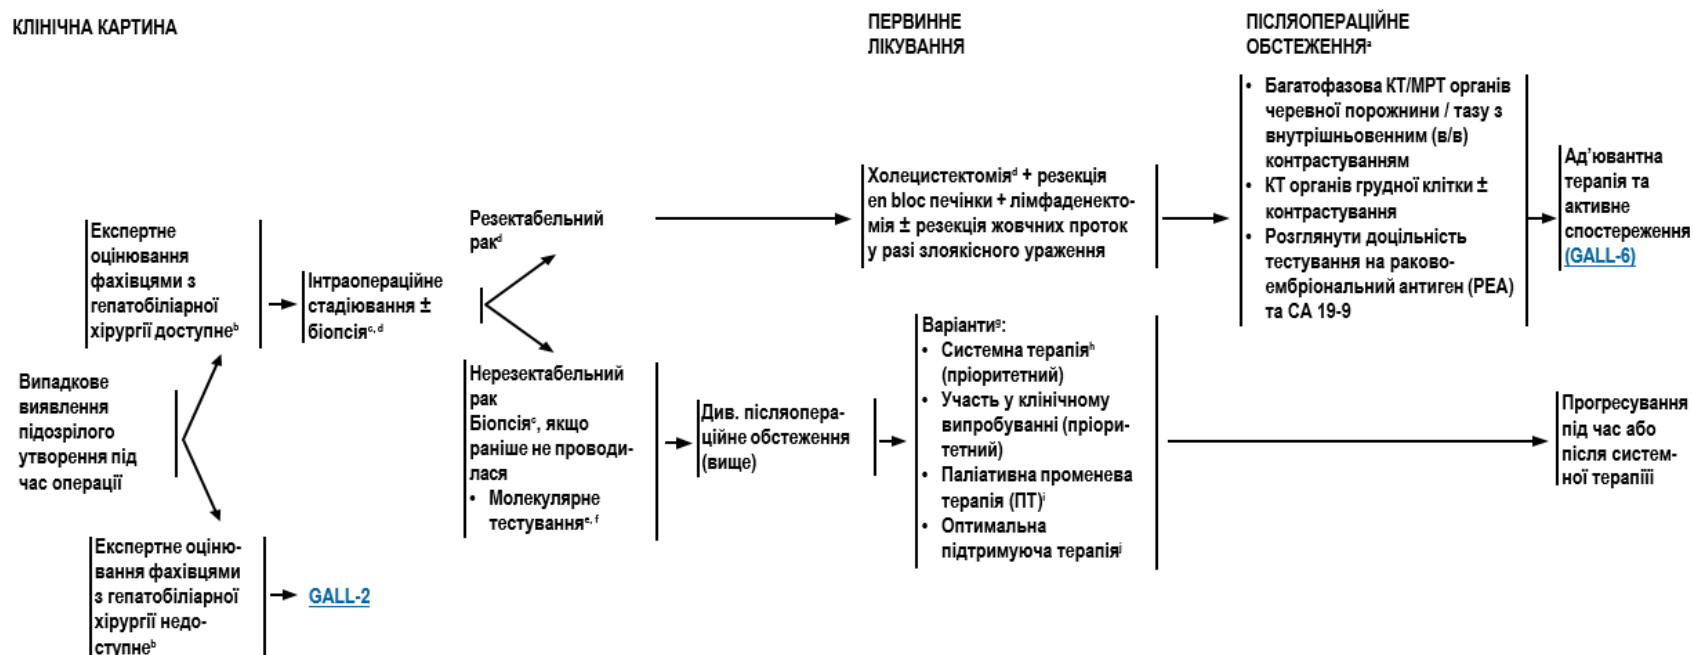 КЛІНІЧНА КАРТИНА
ПЕРВИННЕ
ЛІКУВАННЯ
ПІСЛЯОПЕРАЦІЙНЕ
ОБСТЕЖЕННЯᵃ
Випадкове
виявлення
підозрілого
утворення під
час операції
Експертне
оцінювання
фахівцями з
гепатобіліарної
хірургії доступнеᵇ
Інтраопераційне
стадіювання ±
біопсіяᶜ, ᵈ
Резектабельний
ракᵈ
Холецистектоміяᵈ + резекція
en bloc печінки + лімфаденекто-
мія ± резекція жовчних проток
у разі злоякісного ураження
• Багатофазова КТ/МРТ органів
черевної порожнини / тазу з
внутрішньовенним (в/в)
контрастуванням
• КТ органів грудної клітки ±
контрастування
• Розглянути доцільність
тестування на раково-
ембріональний антиген (РЕА)
та СА 19-9
Ад’ювантна
терапія та
активне
спостереження
(GALL-6)
Нерезектабельний
рак
Біопсіяᶜ, якщо
раніше не проводи-
лася
• Молекулярне
тестуванняᵉ, ᶠ
Див. післяопера-
ційне обстеження
(вище)
Варіантиᵍ:
• Системна терапіяʰ
(пріоритетний)
• Участь у клінічному
випробуванні (пріори-
тетний)
• Паліативна променева
терапія (ПТ)ⁱ
• Оптимальна
підтримуюча терапіяʲ
Прогресування
під час або
після систем-
ної терапіїї
Експертне оціню-
вання фахівцями
з гепатобіліарної
хірургії недо-
ступнеᵇ
GALL-2